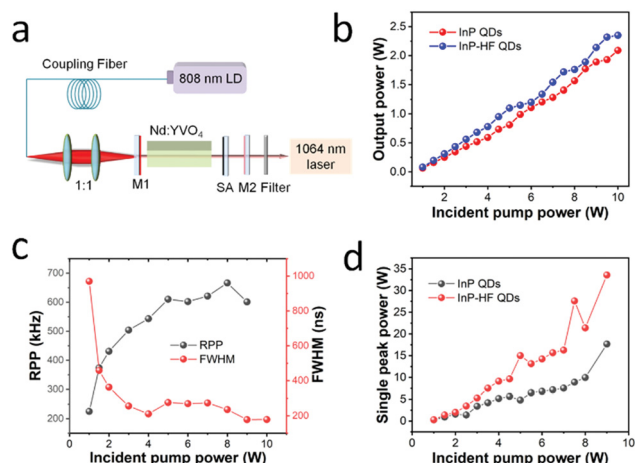 a
Coupling Fiber
808 nm LD
Nd:YVO4
1064 nm
laser
1:1
M1
SA M2 Filter
b
InP QDs
InP-HF QDs
Output power (W)
2.5
2.0
1.5
1.0
0.5
0.0
0 2 4 6 8 10
Incident pump power (W)
c
RPP (kHz)
700
600
500
400
300
200
RPP
FWHM
1000
800
600
400
200
FWHM (ns)
0 2 4 6 8 10
Incident pump power (W)
d
InP QDs
InP-HF QDs
Single peak power (W)
35
30
25
20
15
10
5
0
0 2 4 6 8 10
Incident pump power (W)